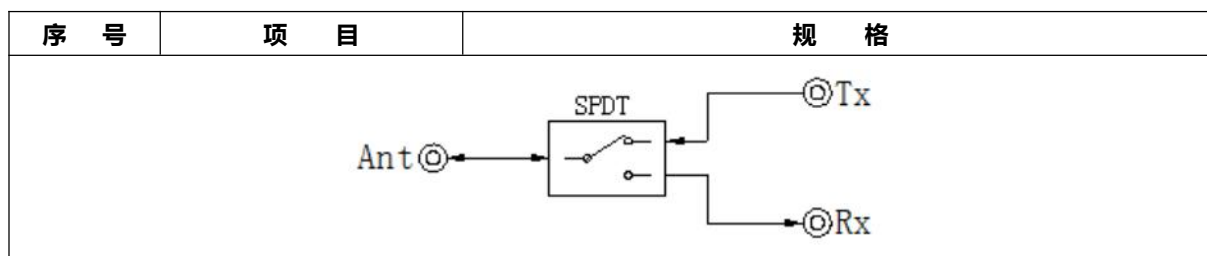 序 号 项 目 规 格
SPDT
Tx
Ant
Rx